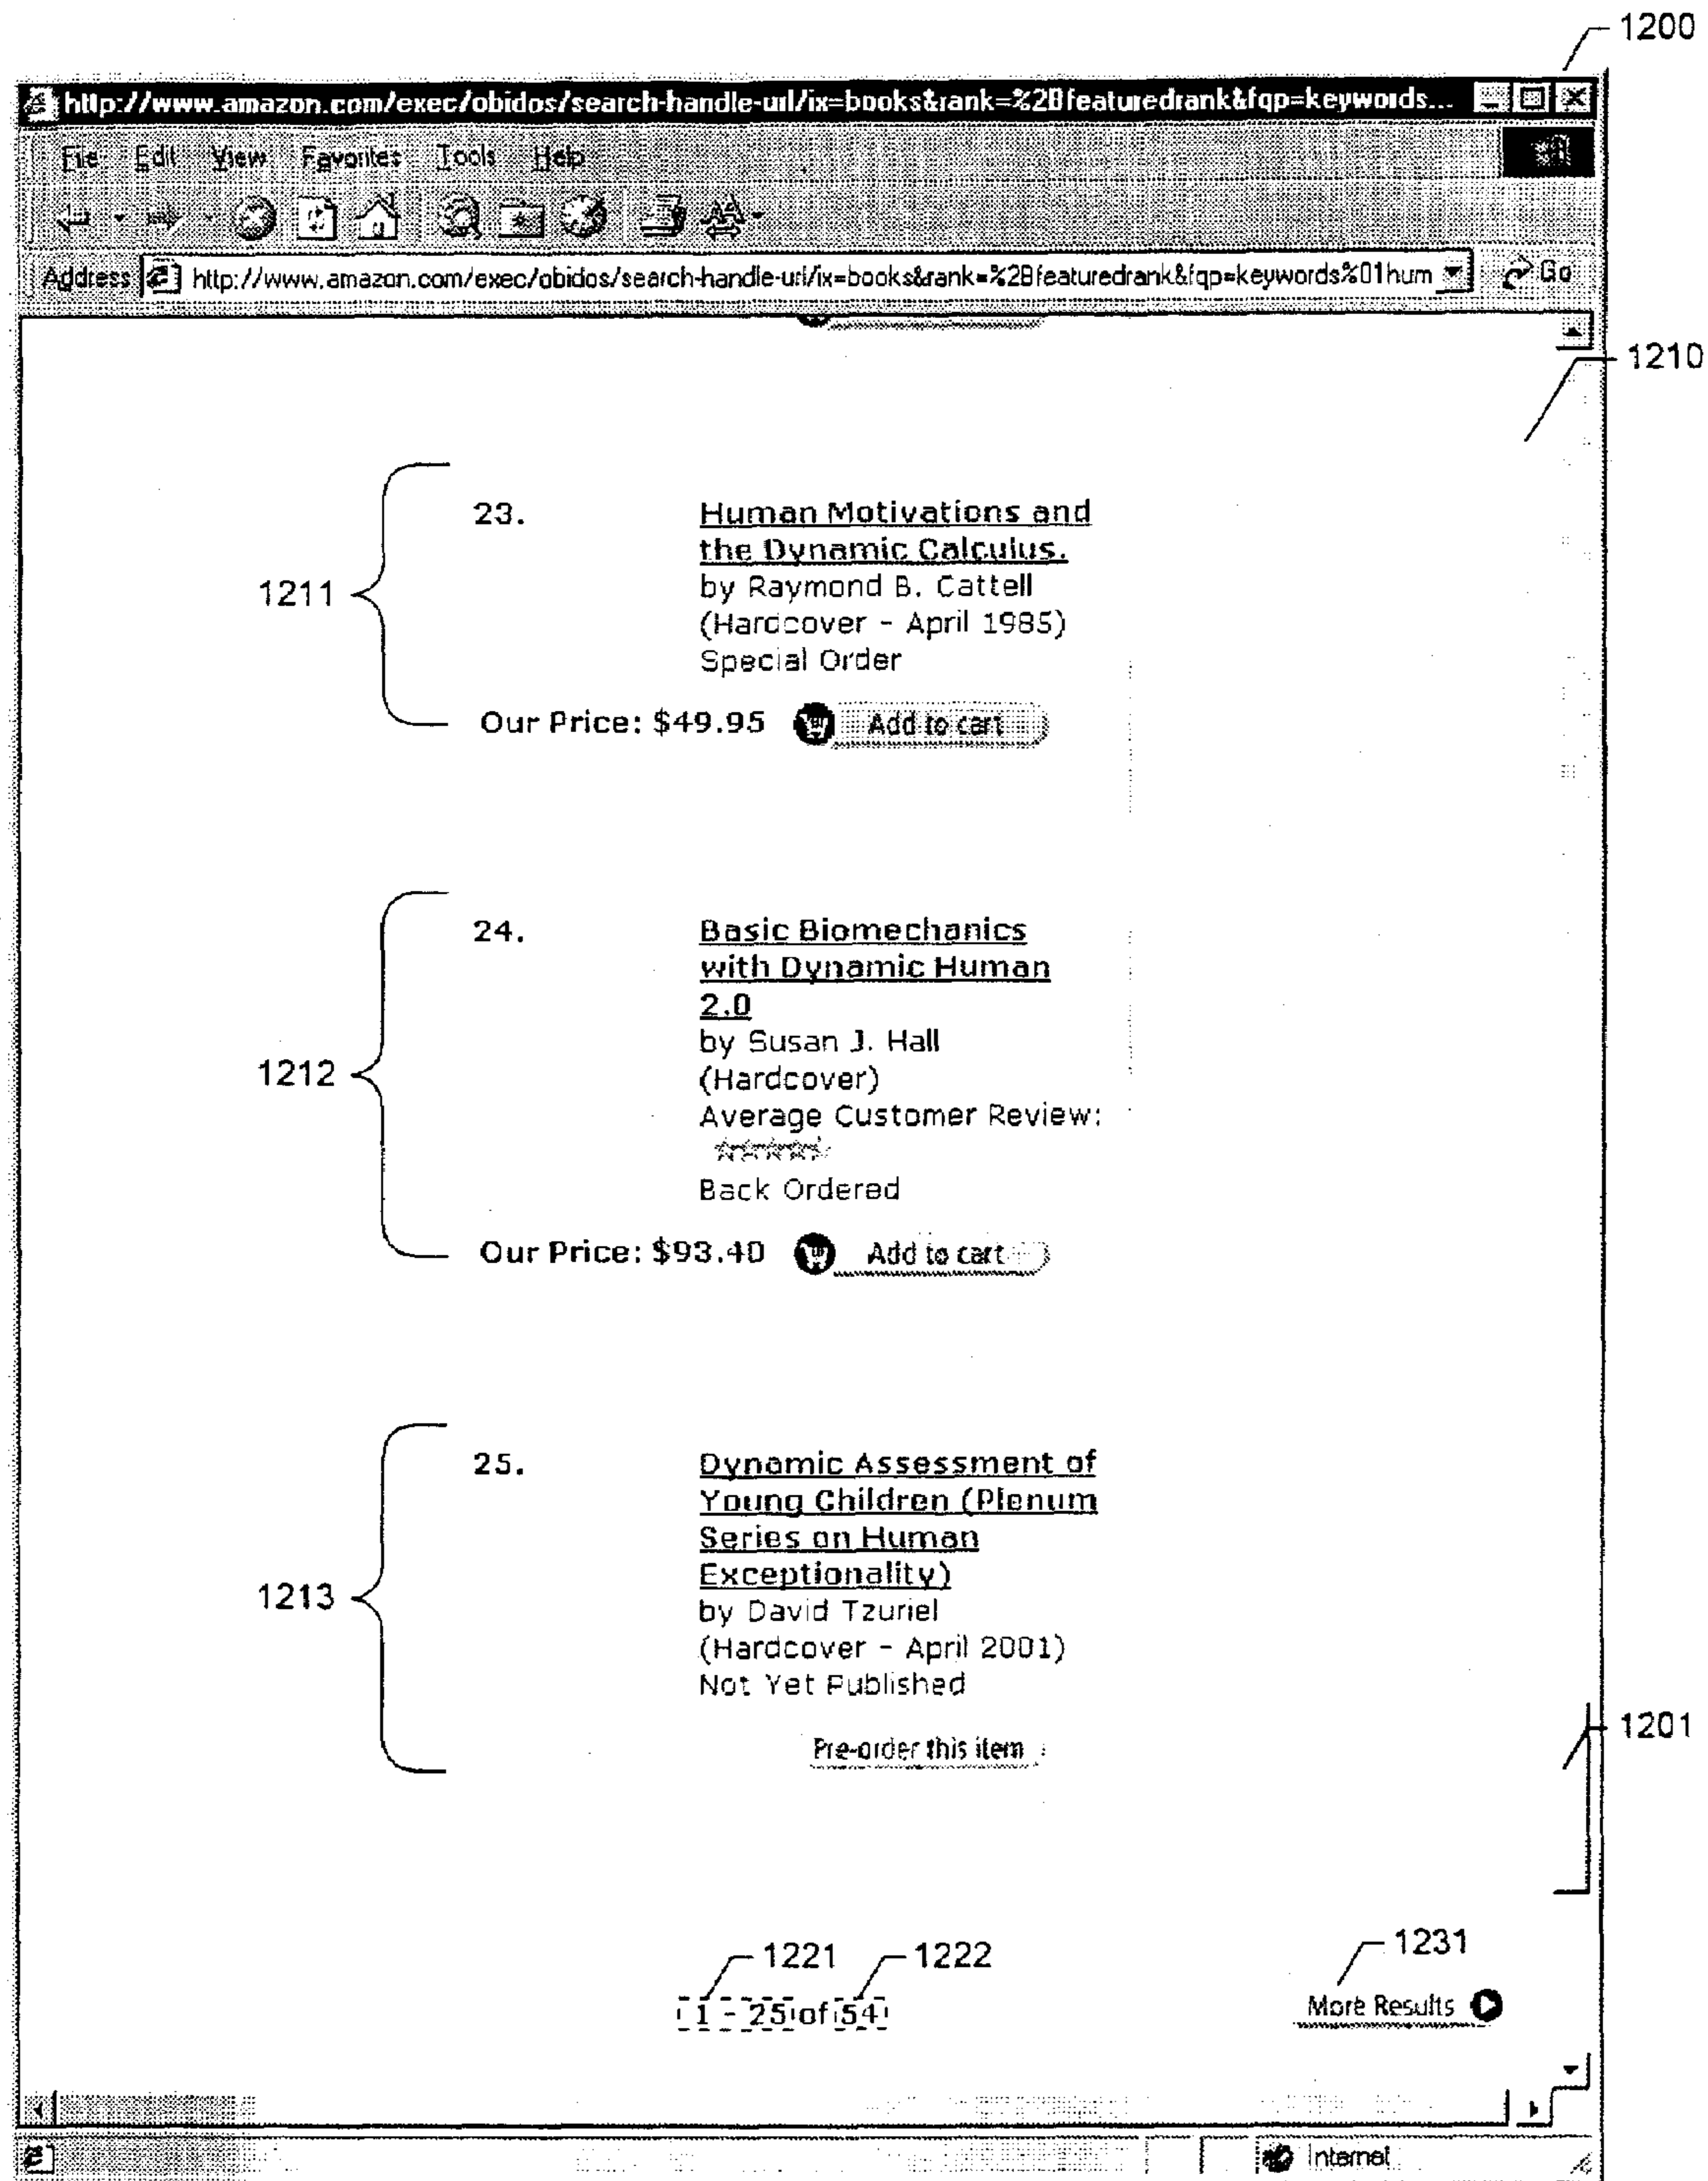 1200
http://www.amazon.com/exec/obidos/search-handle-url/ix=books&rank=%2Bfeaturedrank&fqp=keywords...
File Edit View Favorites Tools Help
Address http://www.amazon.com/exec/obidos/search-handle-url/ix=books&rank=%2Bfeaturedrank&fqp=keywords%01hum Go
1210
1211
23. Human Motivations and
the Dynamic Calculus.
by Raymond B. Cattell
(Hardcover - April 1985)
Special Order
Our Price: $49.95 Add to cart
1212
24. Basic Biomechanics
with Dynamic Human
2.0
by Susan J. Hall
(Hardcover)
Average Customer Review:
Back Ordered
Our Price: $93.40 Add to cart
1213
25. Dynamic Assessment of
Young Children (Plenum
Series on Human
Exceptionality)
by David Tzuriel
(Hardcover - April 2001)
Not Yet Published
Pre-order this item
1201
1221 1222 1231
1 - 25 of 54 More Results
Internet